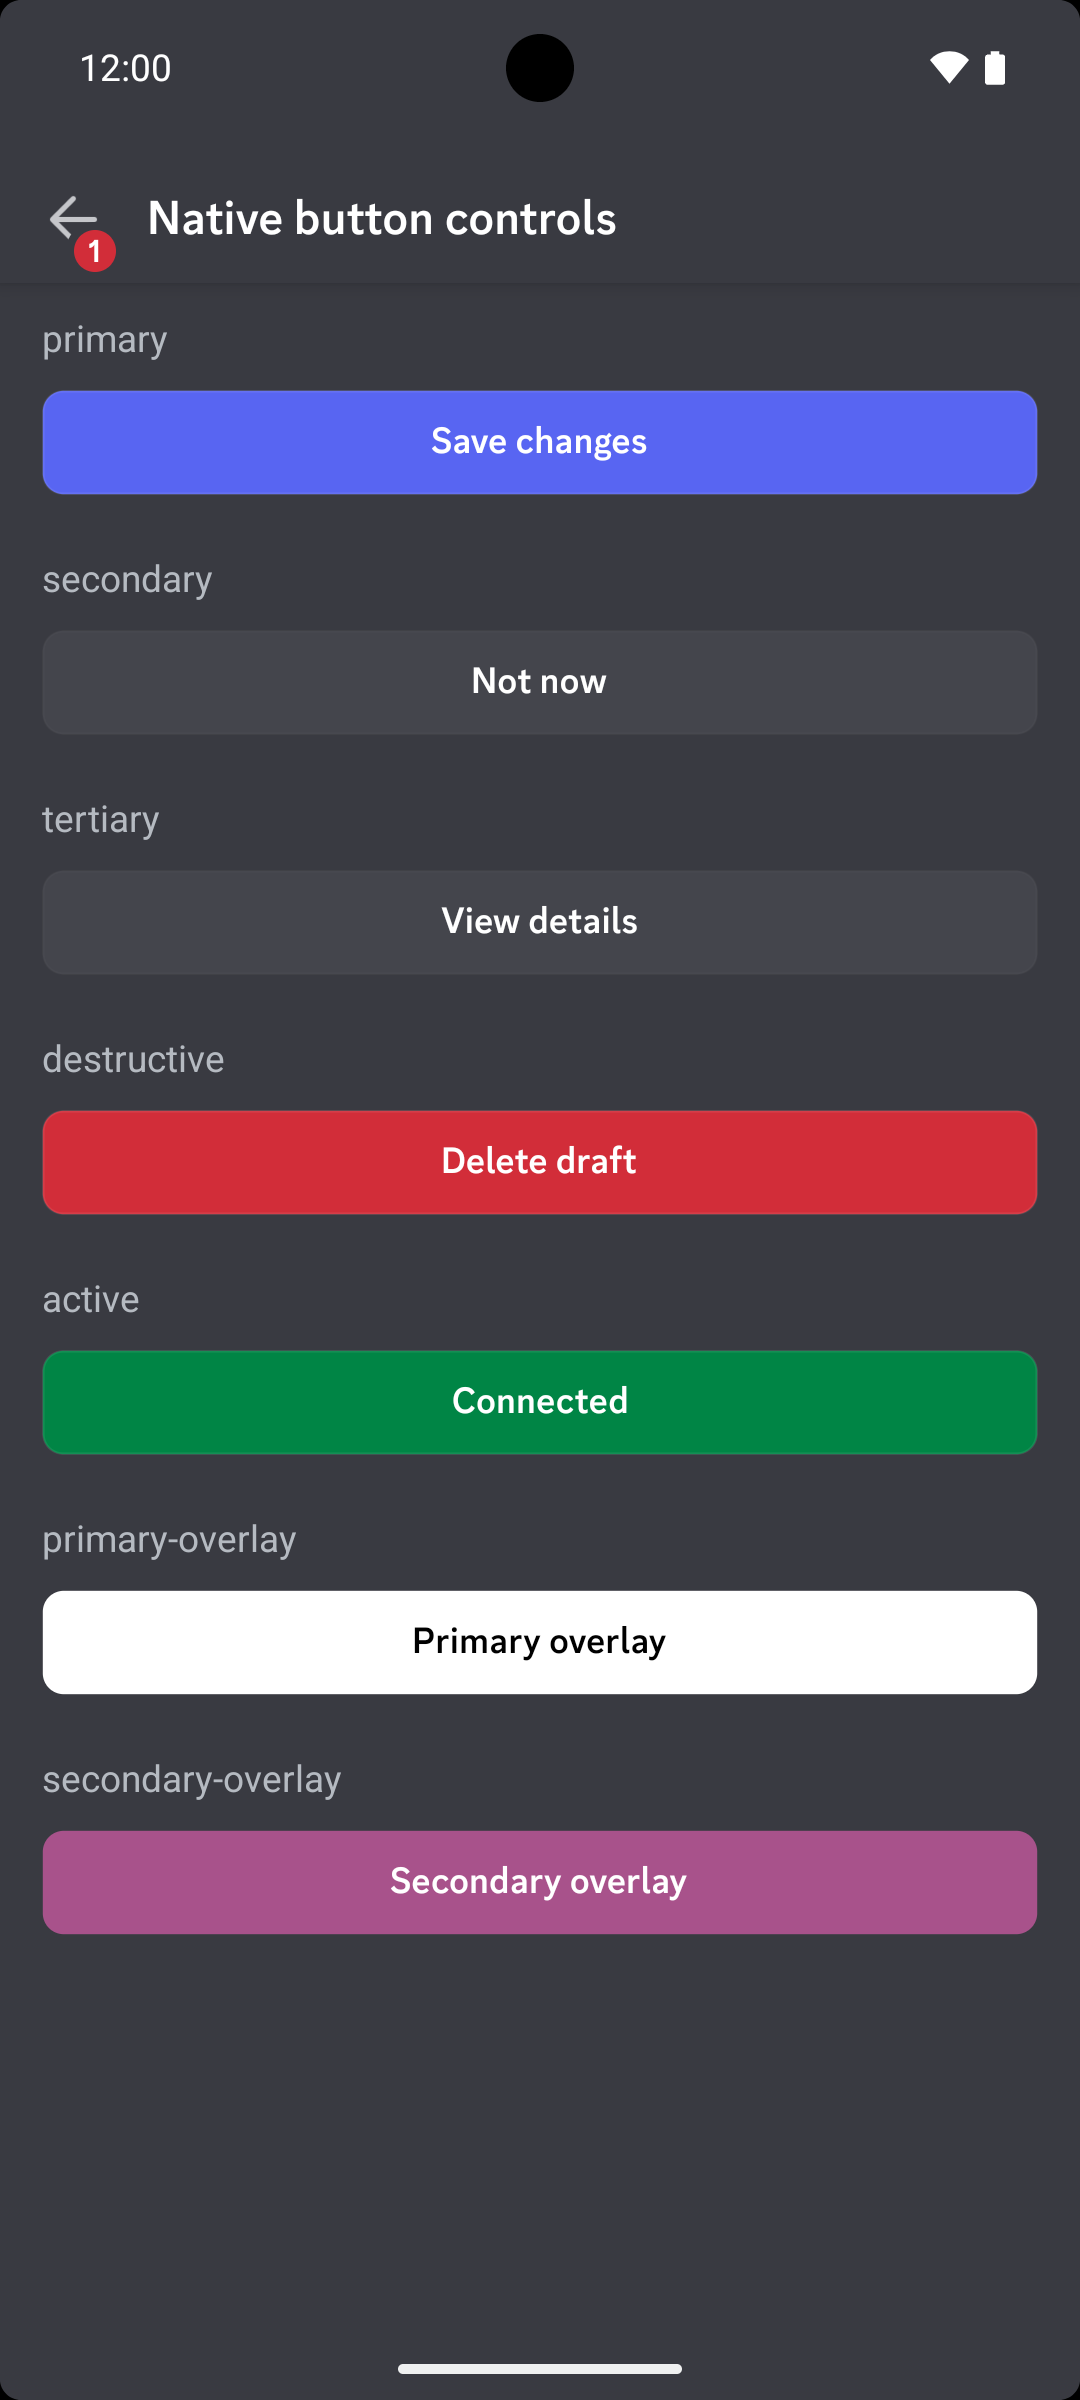 12:00
1
Native button controls
primary
Save changes
secondary
Not now
tertiary
View details
destructive
Delete draft
active
Connected
primary-overlay
Primary overlay
secondary-overlay
Secondary overlay